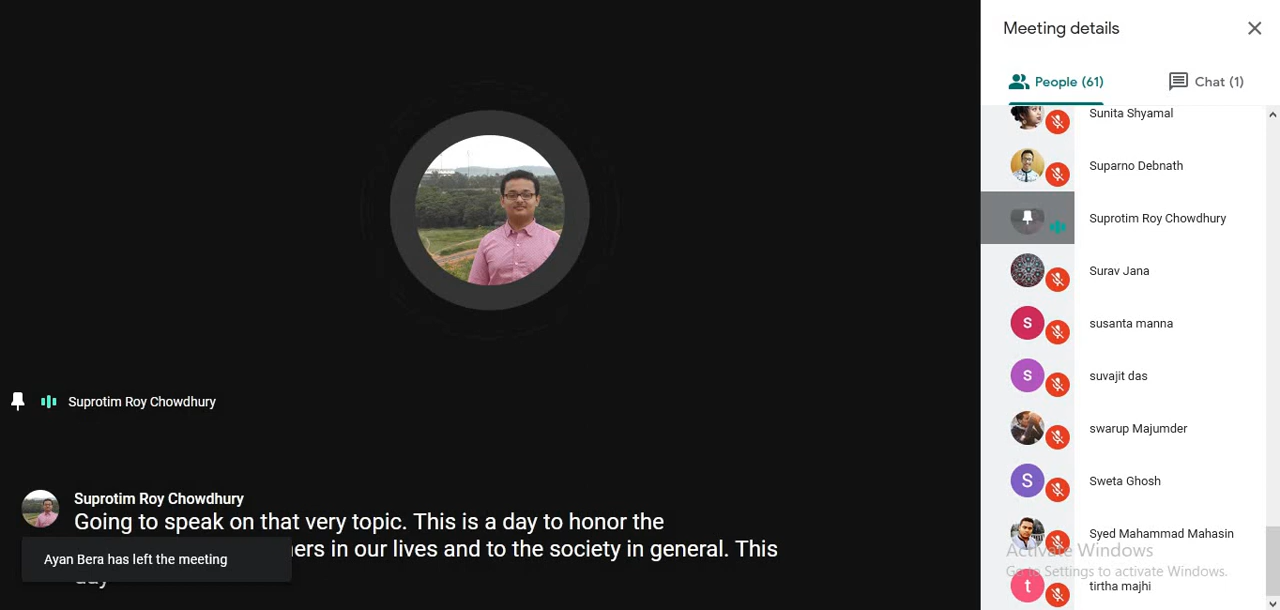 Meeting details
People (61)
Chat (1)
Sunita Shyamal
Suparno Debnath
Suprotim Roy Chowdhury
Surav Jana
S
susanta manna
S
suvajit das
swarup Majumder
S
Sweta Ghosh
Syed Mahammad Mahasin
Activate Windows
Go to Settings to activate Windows.
t
tirtha majhi
Suprotim Roy Chowdhury
Suprotim Roy Chowdhury
Going to speak on that very topic. This is a day to honor the
in our lives and to the society in general. This
day
Ayan Bera has left the meeting